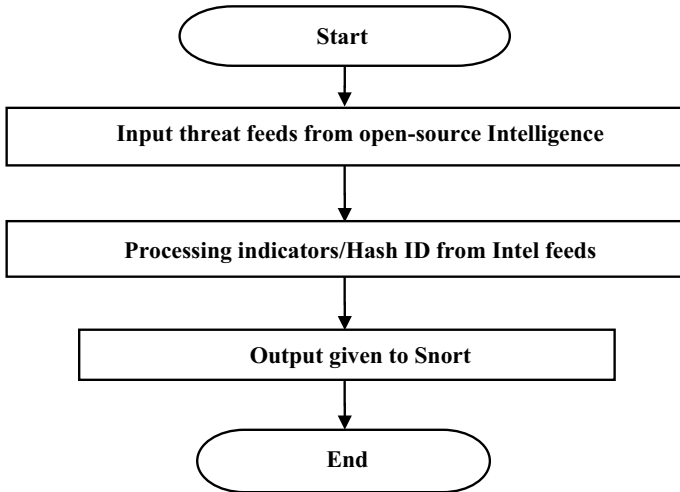 Start
Input threat feeds from open-source Intelligence
Processing indicators/Hash ID from Intel feeds
Output given to Snort
End